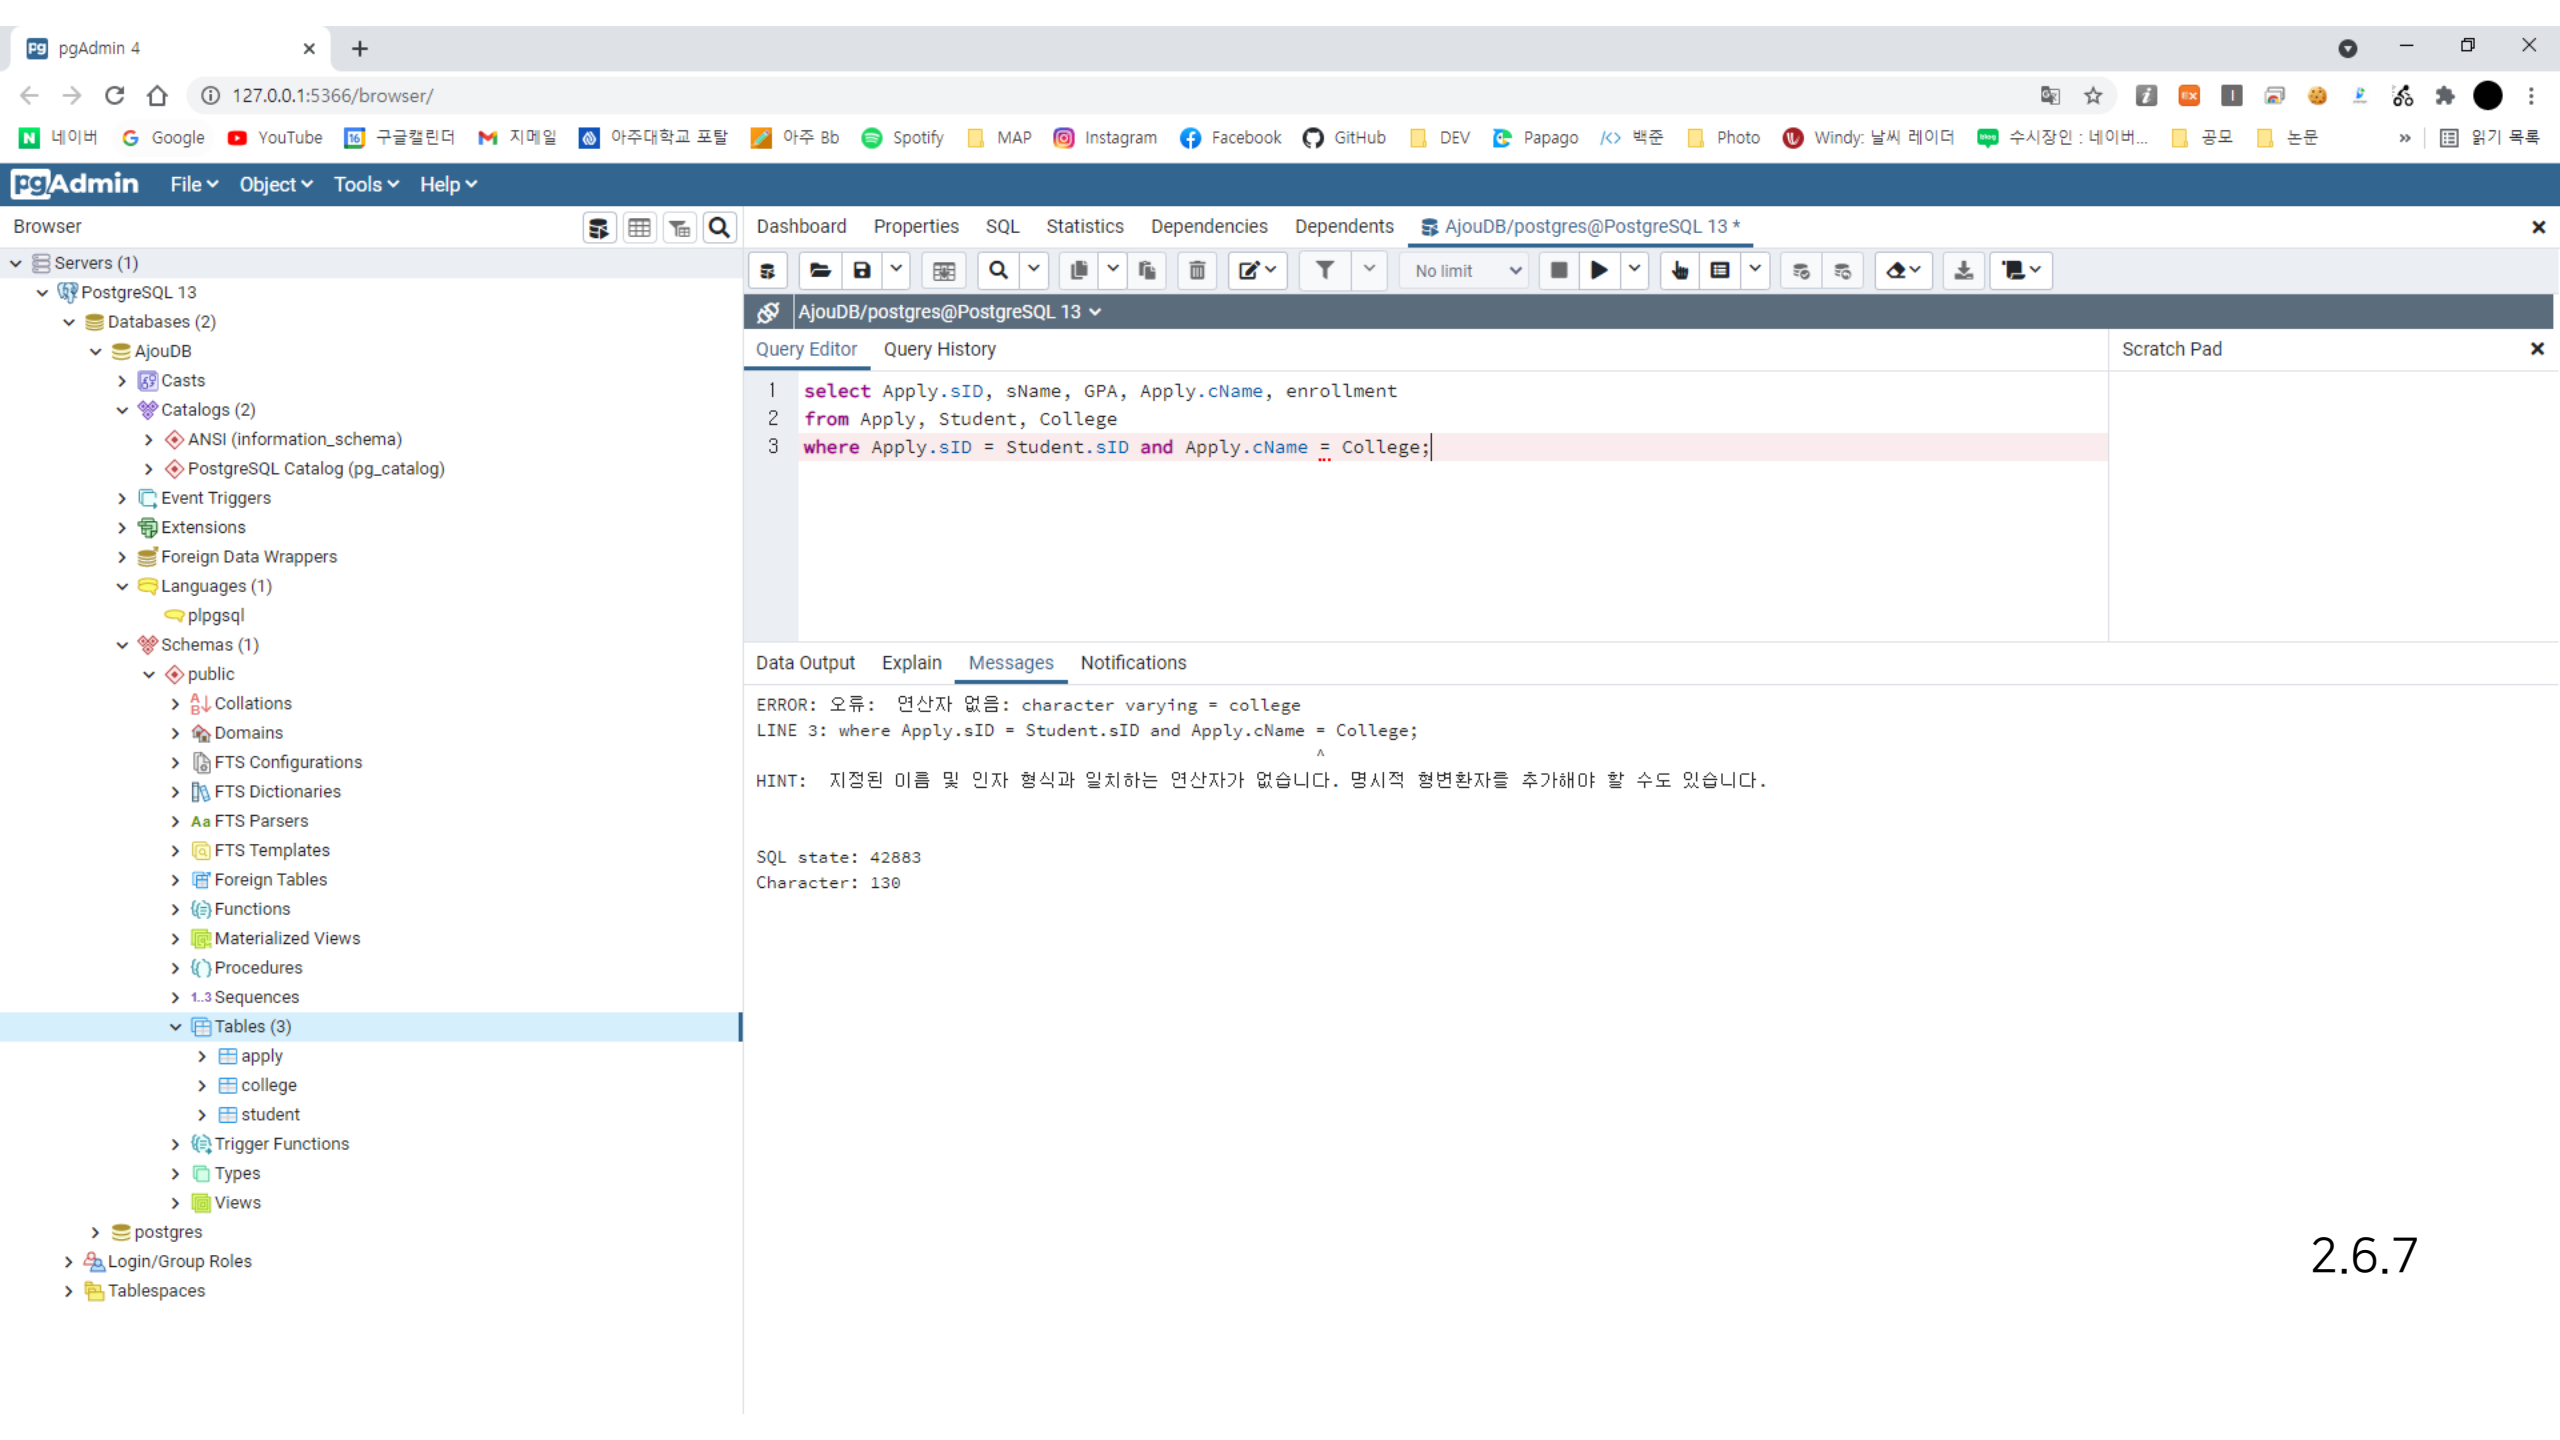 pgAdmin 4
127.0.0.1:5366/browser/
네이버 Google YouTube 16 구글캘린더 지메일 아주대학교 포탈 아주 Bb Spotify MAP Instagram Facebook GitHub DEV Papago 백준 Photo Windy: 날씨 레이더 수시장인 : 네이버... 공모 논문 » 읽기 목록
pgAdmin File Object Tools Help
Browser
Dashboard Properties SQL Statistics Dependencies Dependents AjouDB/postgres@PostgreSQL 13 *
Servers (1)
PostgreSQL 13
Databases (2)
AjouDB
Casts
Catalogs (2)
ANSI (information_schema)
PostgreSQL Catalog (pg_catalog)
Event Triggers
Extensions
Foreign Data Wrappers
Languages (1)
plpgsql
Schemas (1)
public
Collations
Domains
FTS Configurations
FTS Dictionaries
Aa FTS Parsers
FTS Templates
Foreign Tables
Functions
Materialized Views
Procedures
1..3 Sequences
Tables (3)
apply
college
student
Trigger Functions
Types
Views
postgres
Login/Group Roles
Tablespaces
No limit
AjouDB/postgres@PostgreSQL 13
Query Editor Query History
Scratch Pad
1 select Apply.sID, sName, GPA, Apply.cName, enrollment
2 from Apply, Student, College
3 where Apply.sID = Student.sID and Apply.cName = College;
Data Output Explain Messages Notifications
ERROR: 오류: 연산자 없음: character varying = college
LINE 3: where Apply.sID = Student.sID and Apply.cName = College;
^
HINT: 지정된 이름 및 인자 형식과 일치하는 연산자가 없습니다. 명시적 형변환자를 추가해야 할 수도 있습니다.
SQL state: 42883
Character: 130
2.6.7